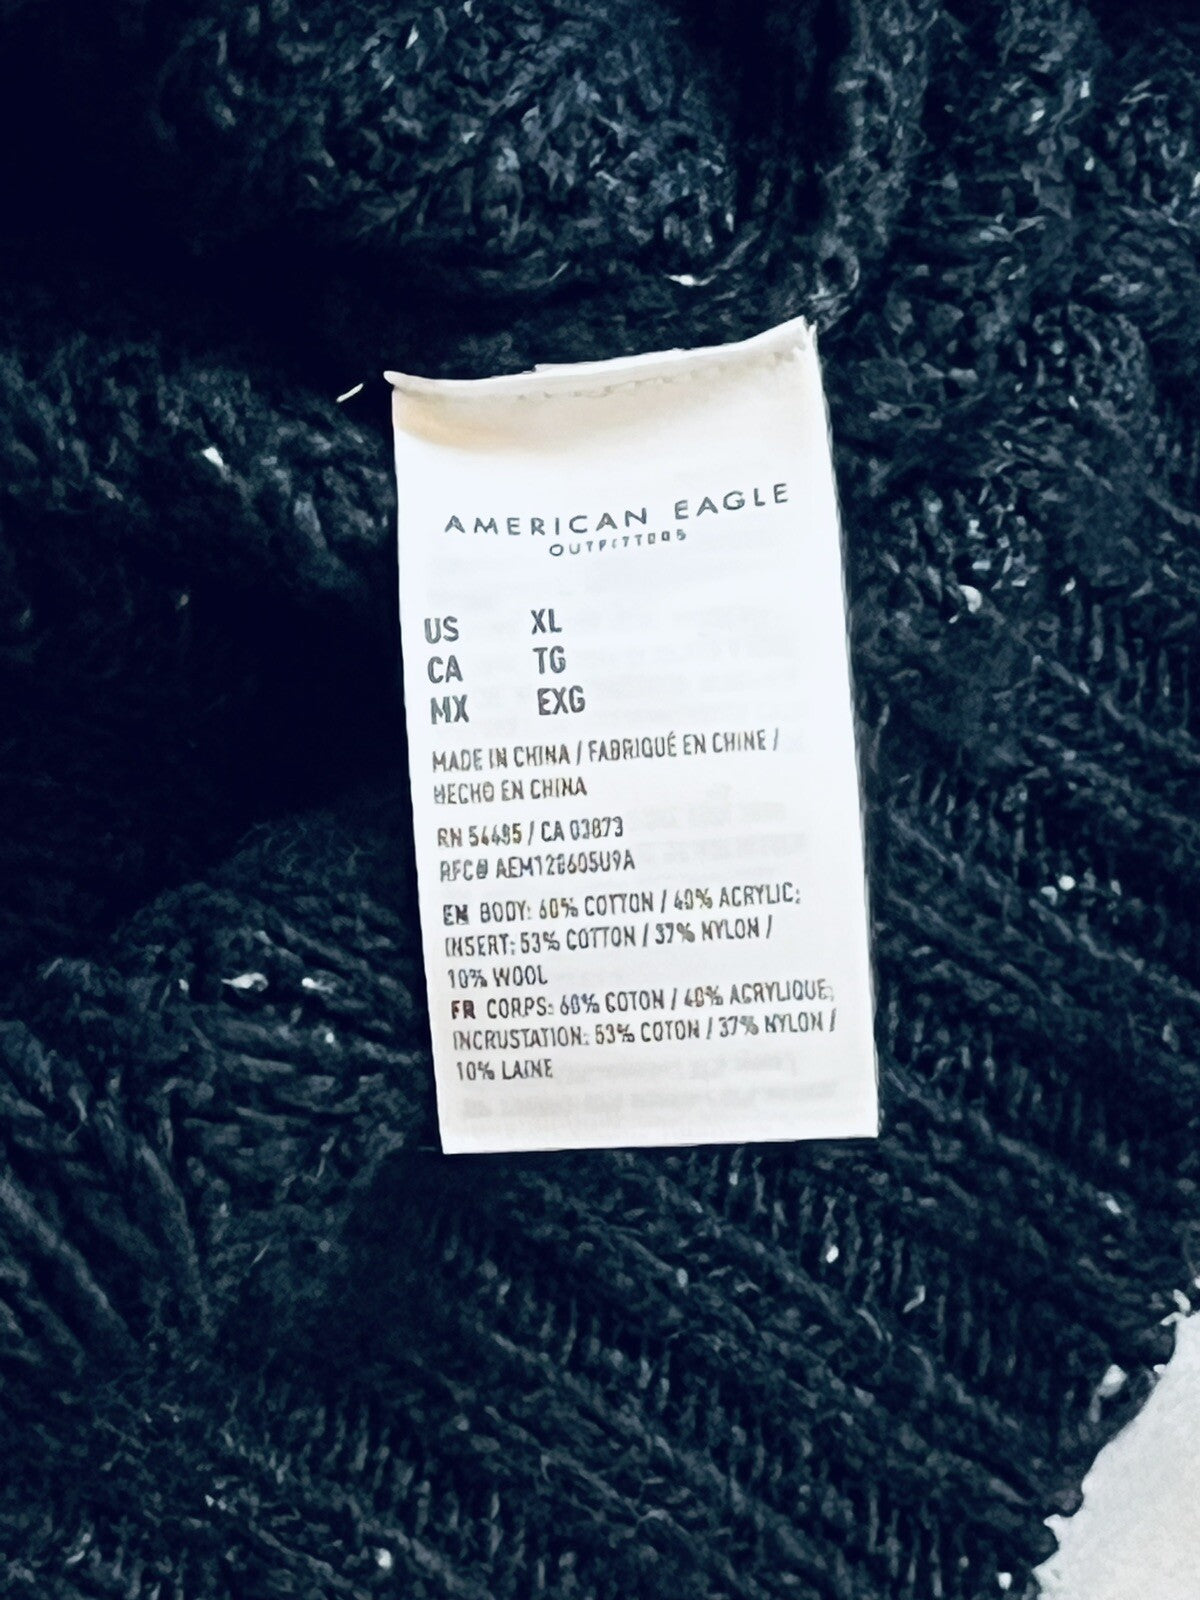 AMERICAN EAGLE
OUTFITTERS
US XL
CA TG
MX EXG
MADE IN CHINA / FABRIQUÉ EN CHINE /
HECHO EN CHINA
RN 54485 / CA 03873
RFC# AEM128605U9A
EN BODY: 60% COTTON / 40% ACRYLIC;
INSERT: 53% COTTON / 37% NYLON /
10% WOOL
FR CORPS: 60% COTON / 40% ACRYLIQUE;
INCRUSTATION: 53% COTON / 37% NYLON /
10% LAINE